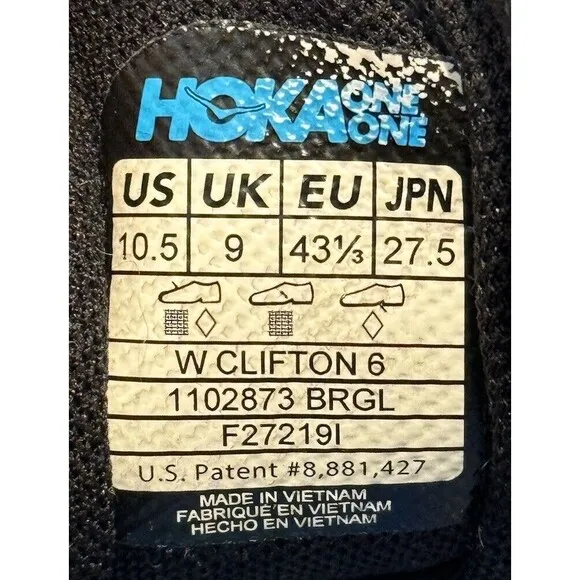 HOKA ONE ONE
US UK EU JPN
10.5 9 43⅓ 27.5
W CLIFTON 6
1102873 BRGL
F27219I
U.S. Patent #8,881,427
MADE IN VIETNAM
FABRIQUÉ EN VIETNAM
HECHO EN VIETNAM